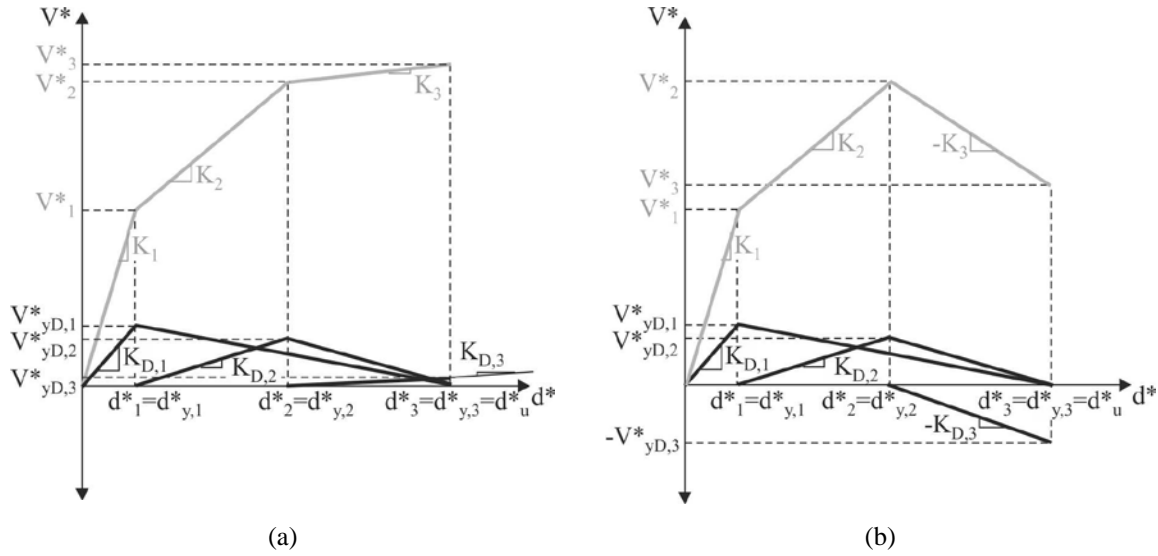 V*
V*3
V*2
K3
K2
V*1
K1
V*yD,1
V*yD,2
V*yD,3
KD,1
KD,2
KD,3
d*1=d*y,1
d*2=d*y,2
d*3=d*y,3=d*u
d*
(a)
V*
V*2
K2
-K3
V*3
V*1
K1
V*yD,1
V*yD,2
KD,1
KD,2
d*1=d*y,1
d*2=d*y,2
d*3=d*y,3=d*u
d*
-KD,3
-V*yD,3
(b)